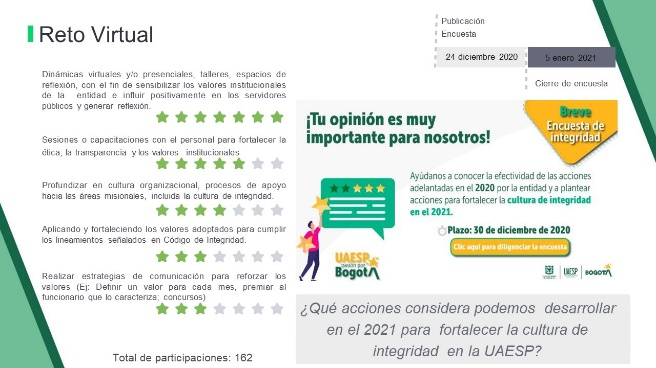 Reto Virtual
Publicación
Encuesta
24 diciembre 2020
5 enero 2021
Cierre de encuesta
Dinámicas virtuales y/o presenciales, talleres, espacios de
reflexión, con el fin de sensibilizar los valores institucionales
de la entidad e influir positivamente en los servidores
públicos y generar reflexión.
Sesiones o capacitaciones con el personal para fortalecer la
ética, la transparencia y los valores institucionales
Profundizar en cultura organizacional, procesos de apoyo
hacia las áreas misionales, incluida la cultura de integridad.
Aplicando y fortaleciendo los valores adoptados para cumplir
los lineamientos señalados en Código de Integridad.
Realizar estrategias de comunicación para reforzar los
valores (Ej: Definir un valor para cada mes, premiar al
funcionario que lo caracteriza; concursos)
Total de participaciones: 162
¡Tu opinión es muy
importante para nosotros!
Breve
Encuesta de
integridad
Ayúdanos a conocer la efectividad de las acciones
adelantadas en el 2020 por la entidad y a plantear
acciones para fortalecer la cultura de integridad
en el 2021.
Plazo: 30 de diciembre de 2020
Clic aquí para diligenciar la encuesta
UAESP
pasión por
Bogotá
UAESP
BOGOTÁ
¿Qué acciones considera podemos desarrollar
en el 2021 para fortalecer la cultura de
integridad en la UAESP?